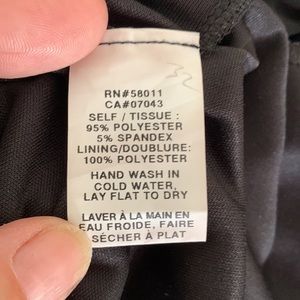 RN#58011
CA#07043
SELF / TISSUE :
95% POLYESTER
5% SPANDEX
LINING/DOUBLURE:
100% POLYESTER
HAND WASH IN
COLD WATER,
LAY FLAT TO DRY
LAVER À LA MAIN EN
EAU FROIDE, FAIRE
SÉCHER À PLAT